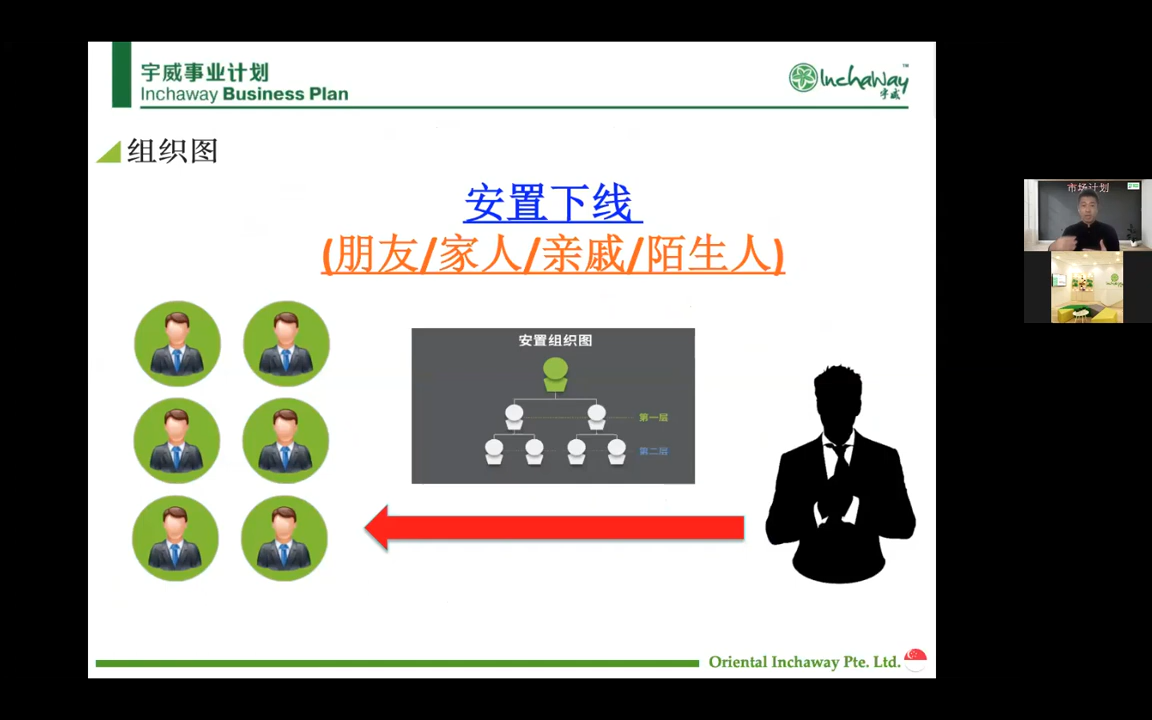 宇威事业计划
Inchaway Business Plan
InchaWay™
宇威
组织图
安置下线
(朋友/家人/亲戚/陌生人)
安置组织图
第一层
第二层
Oriental Inchaway Pte. Ltd.
市场计划